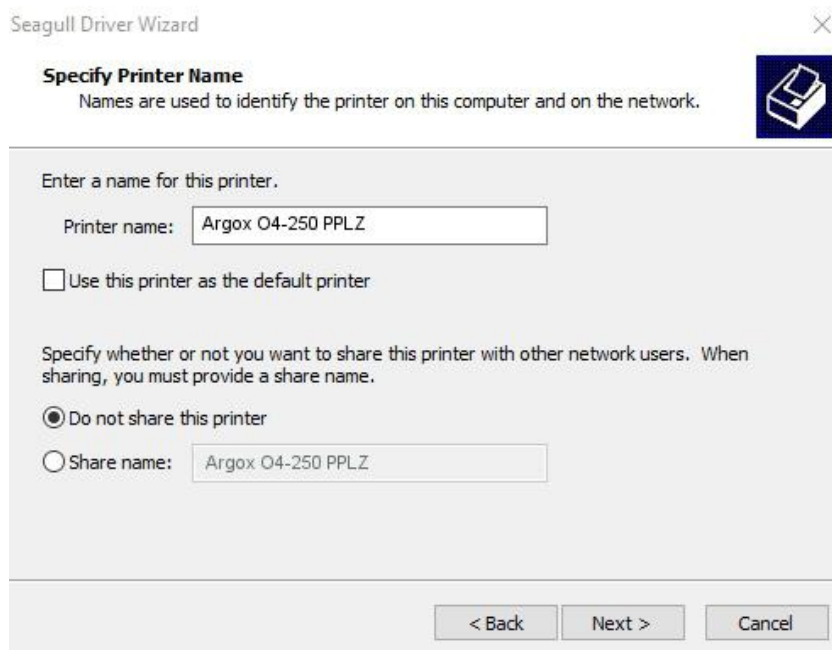 Seagull Driver Wizard
Specify Printer Name
Names are used to identify the printer on this computer and on the network.
Enter a name for this printer.
Printer name: Argox O4-250 PPLZ
Use this printer as the default printer
Specify whether or not you want to share this printer with other network users. When
sharing, you must provide a share name.
Do not share this printer
Share name: Argox O4-250 PPLZ
< Back Next > Cancel